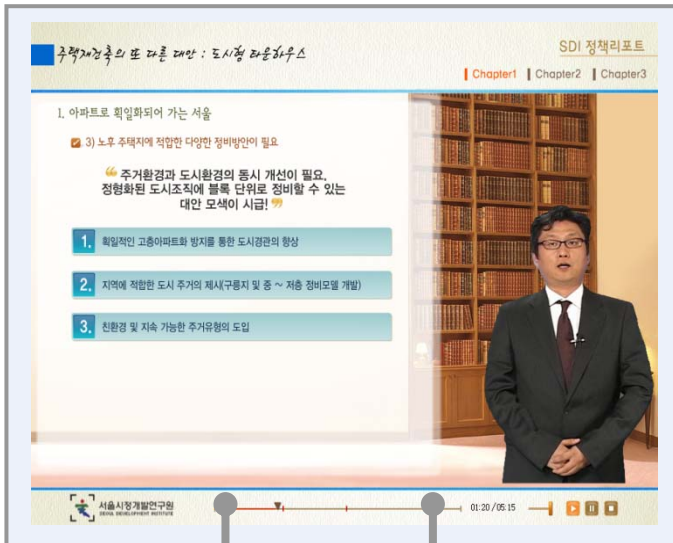 주택재건축의 또 다른 대안 : 도시형 타운하우스
SDI 정책리포트
Chapter1 Chapter2 Chapter3
1. 아파트로 획일화되어 가는 서울
3) 노후 주택지에 적합한 다양한 정비방안이 필요
“ 주거환경과 도시환경의 동시 개선이 필요,
정형화된 도시조직에 블록 단위로 정비할 수 있는
대안 모색이 시급! ”
1. 획일적인 고층아파트화 방지를 통한 도시경관의 향상
2. 지역에 적합한 도시 주거의 제시(구릉지 및 중 ~ 저층 정비모델 개발)
3. 친환경 및 지속 가능한 주거유형의 도입
서울시정개발연구원
SEOUL DEVELOPMENT INSTITUTE
01:20 / 05:15